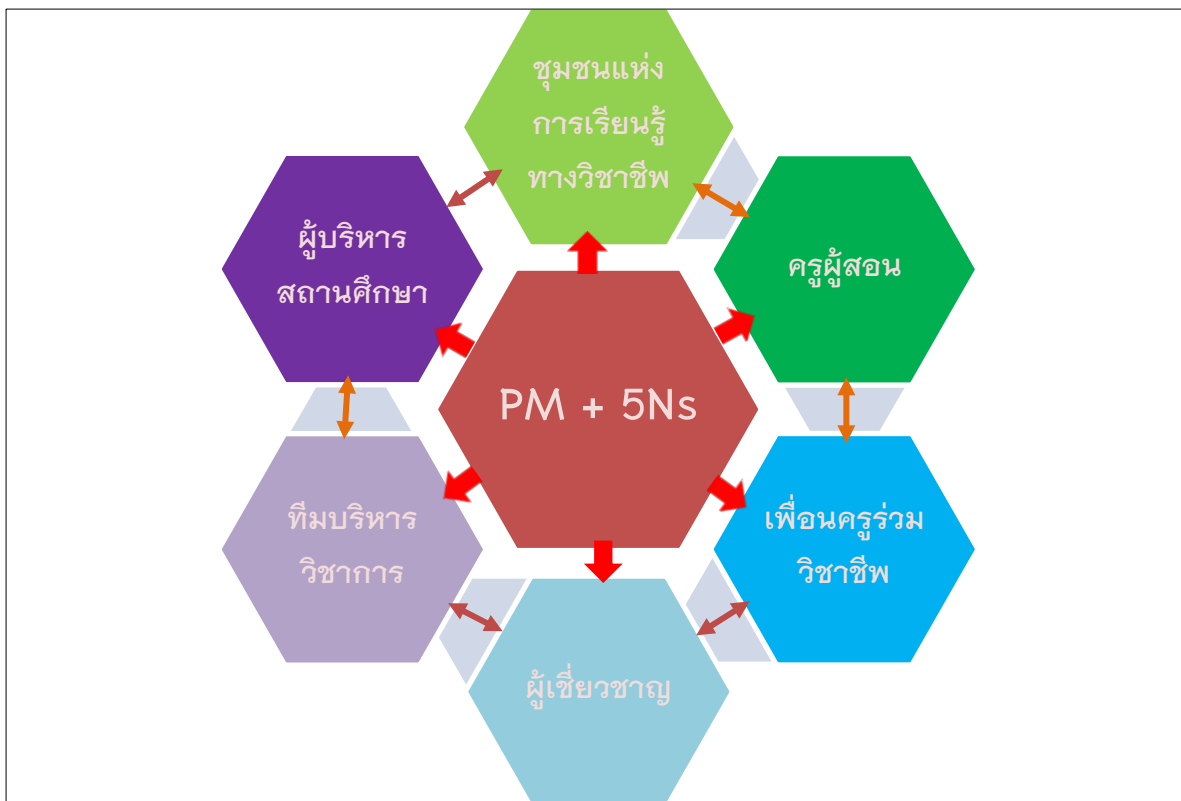 ชุมชนแห่ง
การเรียนรู้
ทางวิชาชีพ
ผู้บริหาร
สถานศึกษา
ครูผู้สอน
PM + 5Ns
ทีมบริหาร
วิชาการ
เพื่อนครูร่วม
วิชาชีพ
ผู้เชี่ยวชาญ